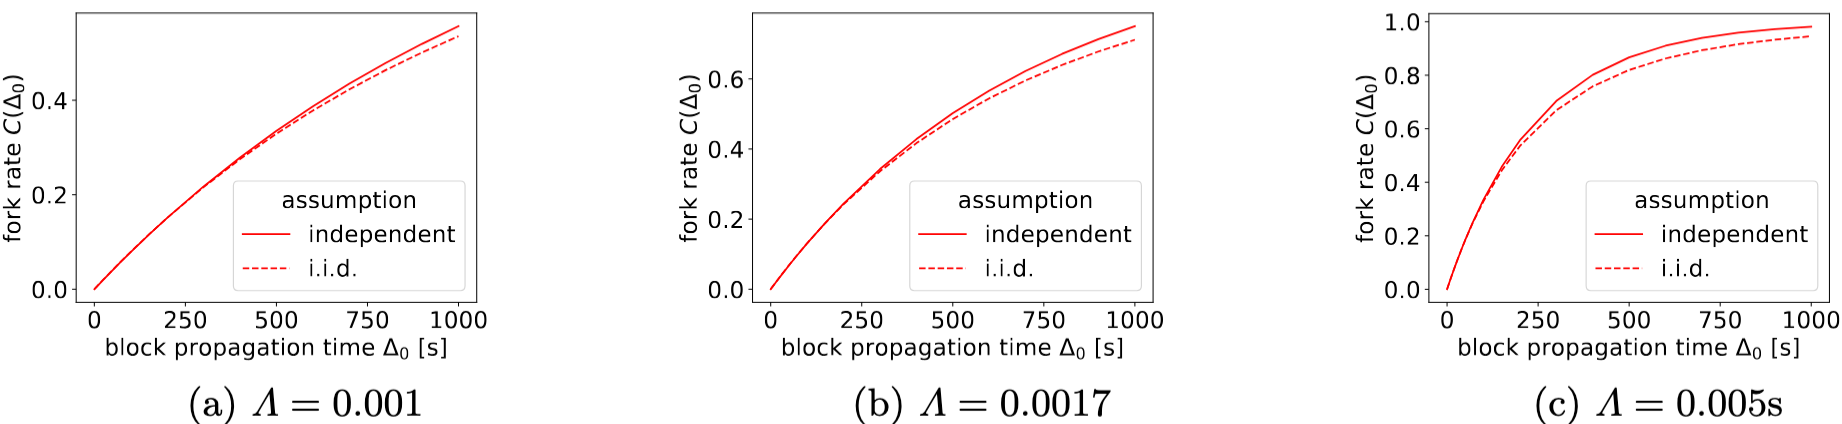 fork rate C(Δ₀)
0.4
0.2
0.0
assumption
independent
i.i.d.
0 250 500 750 1000
block propagation time Δ₀ [s]
(a) Λ = 0.001
fork rate C(Δ₀)
0.6
0.4
0.2
0.0
assumption
independent
i.i.d.
0 250 500 750 1000
block propagation time Δ₀ [s]
(b) Λ = 0.0017
fork rate C(Δ₀)
1.0
0.8
0.6
0.4
0.2
0.0
assumption
independent
i.i.d.
0 250 500 750 1000
block propagation time Δ₀ [s]
(c) Λ = 0.005s